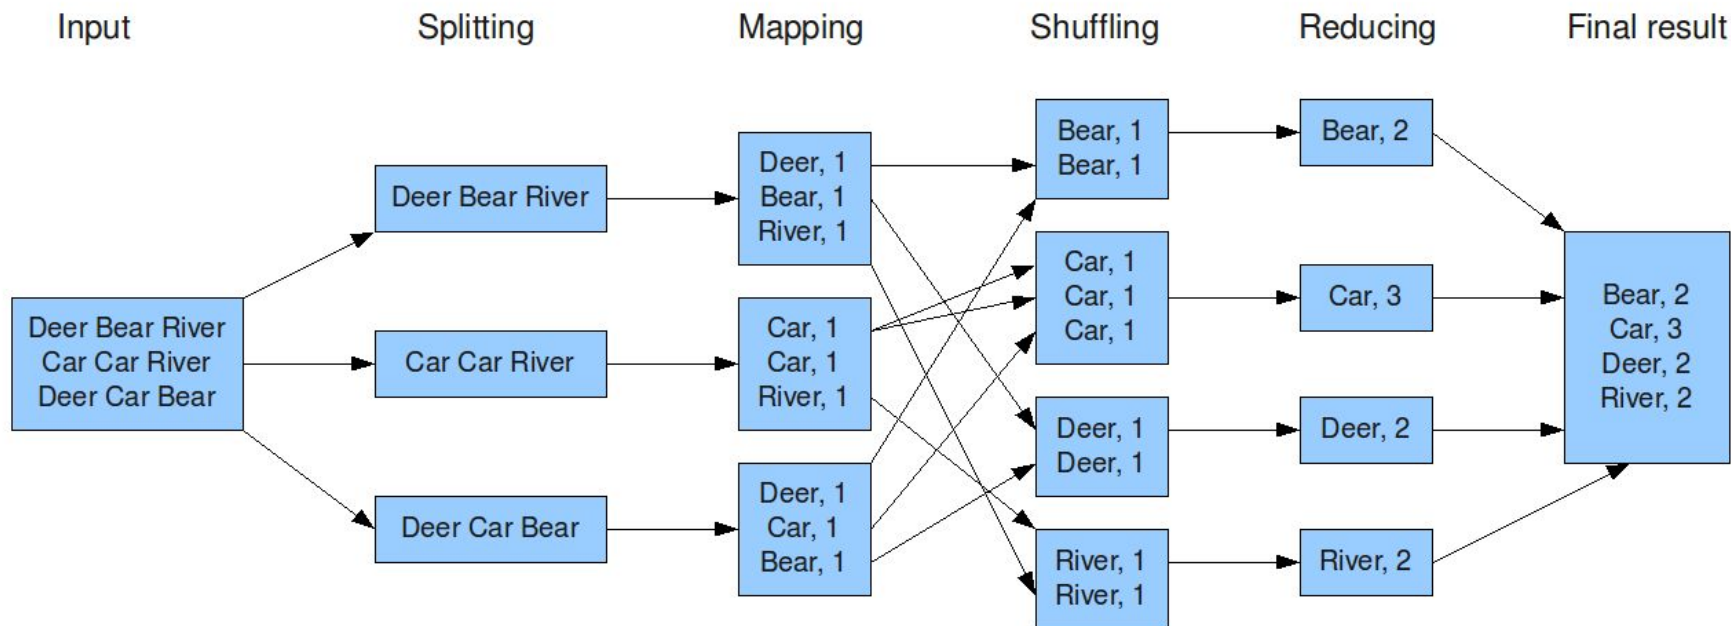 Input
Splitting
Mapping
Shuffling
Reducing
Final result
Deer Bear River
Car Car River
Deer Car Bear
Deer Bear River
Car Car River
Deer Car Bear
Deer, 1
Bear, 1
River, 1
Car, 1
Car, 1
River, 1
Deer, 1
Car, 1
Bear, 1
Bear, 1
Bear, 1
Car, 1
Car, 1
Car, 1
Deer, 1
Deer, 1
River, 1
River, 1
Bear, 2
Car, 3
Deer, 2
River, 2
Bear, 2
Car, 3
Deer, 2
River, 2